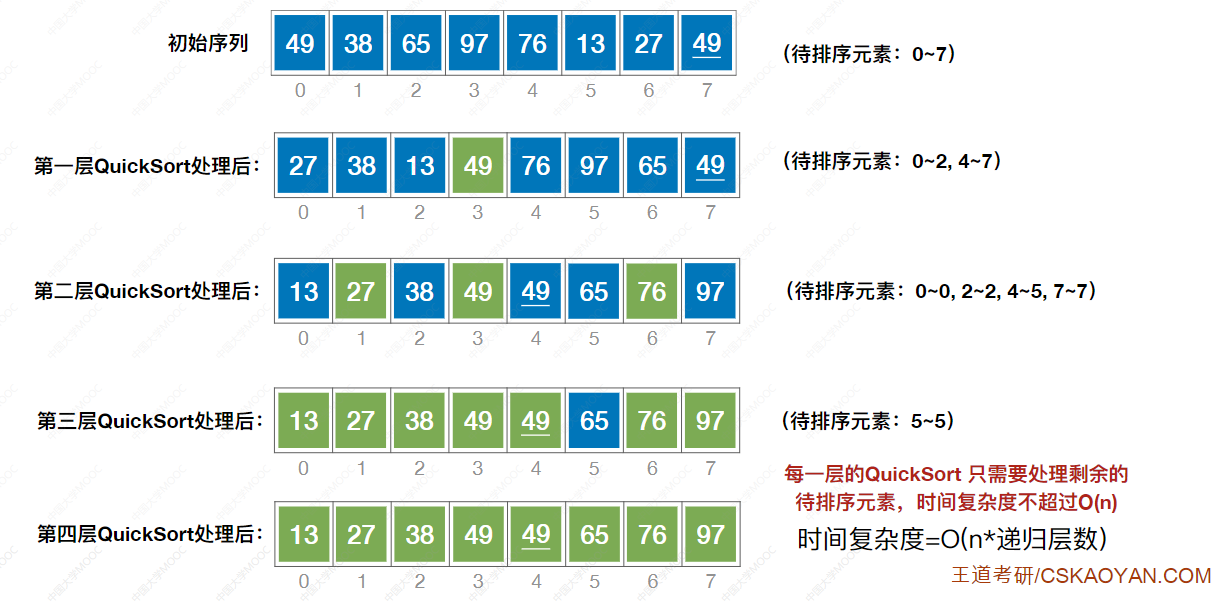 初始序列 49 38 65 97 76 13 27 49 (待排序元素：0~7)
0 1 2 3 4 5 6 7
第一层QuickSort处理后： 27 38 13 49 76 97 65 49 (待排序元素：0~2, 4~7)
0 1 2 3 4 5 6 7
第二层QuickSort处理后： 13 27 38 49 49 65 76 97 (待排序元素：0~0, 2~2, 4~5, 7~7)
0 1 2 3 4 5 6 7
第三层QuickSort处理后： 13 27 38 49 49 65 76 97 (待排序元素：5~5)
0 1 2 3 4 5 6 7
每一层的QuickSort 只需要处理剩余的
待排序元素，时间复杂度不超过O(n)
第四层QuickSort处理后： 13 27 38 49 49 65 76 97
时间复杂度=O(n*递归层数)
0 1 2 3 4 5 6 7
王道考研/CSKAOYAN.COM
中国大学MOOC